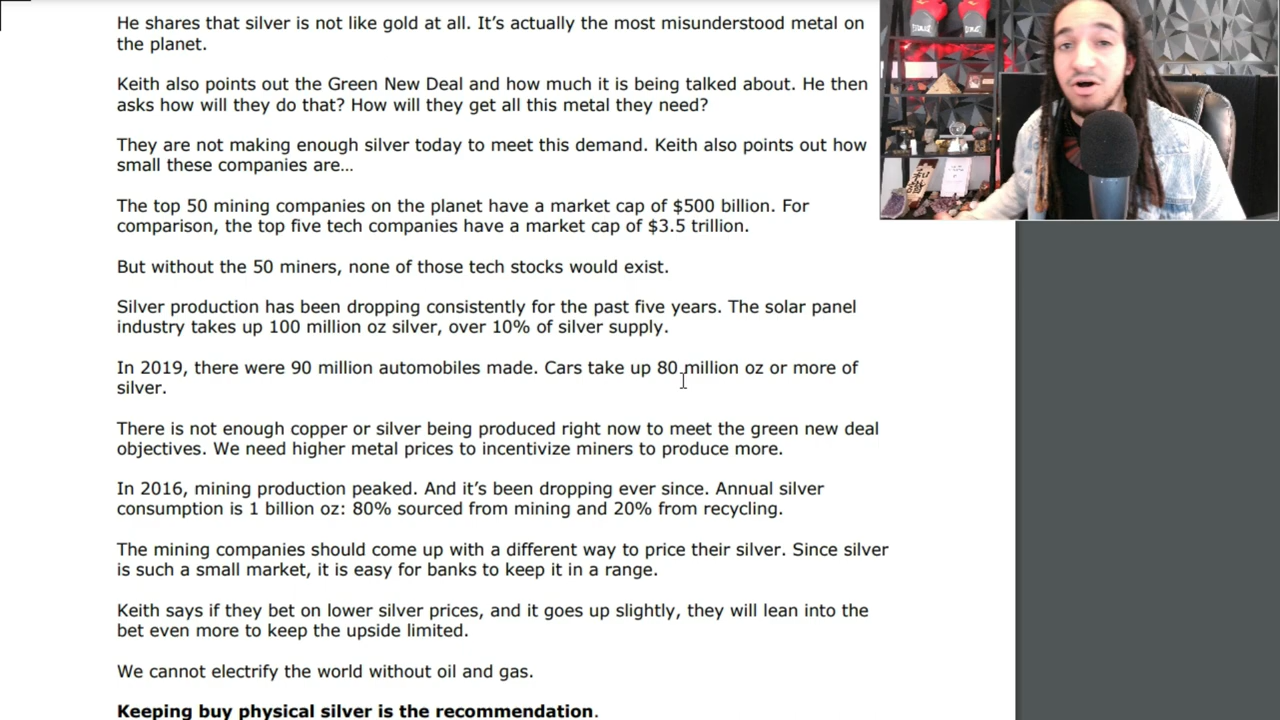 He shares that silver is not like gold at all. It’s actually the most misunderstood metal on
the planet.
Keith also points out the Green New Deal and how much it is being talked about. He then
asks how will they do that? How will they get all this metal they need?
They are not making enough silver today to meet this demand. Keith also points out how
small these companies are…
The top 50 mining companies on the planet have a market cap of $500 billion. For
comparison, the top five tech companies have a market cap of $3.5 trillion.
But without the 50 miners, none of those tech stocks would exist.
Silver production has been dropping consistently for the past five years. The solar panel
industry takes up 100 million oz silver, over 10% of silver supply.
In 2019, there were 90 million automobiles made. Cars take up 80 million oz or more of
silver.
There is not enough copper or silver being produced right now to meet the green new deal
objectives. We need higher metal prices to incentivize miners to produce more.
In 2016, mining production peaked. And it’s been dropping ever since. Annual silver
consumption is 1 billion oz: 80% sourced from mining and 20% from recycling.
The mining companies should come up with a different way to price their silver. Since silver
is such a small market, it is easy for banks to keep it in a range.
Keith says if they bet on lower silver prices, and it goes up slightly, they will lean into the
bet even more to keep the upside limited.
We cannot electrify the world without oil and gas.
Keeping buy physical silver is the recommendation.